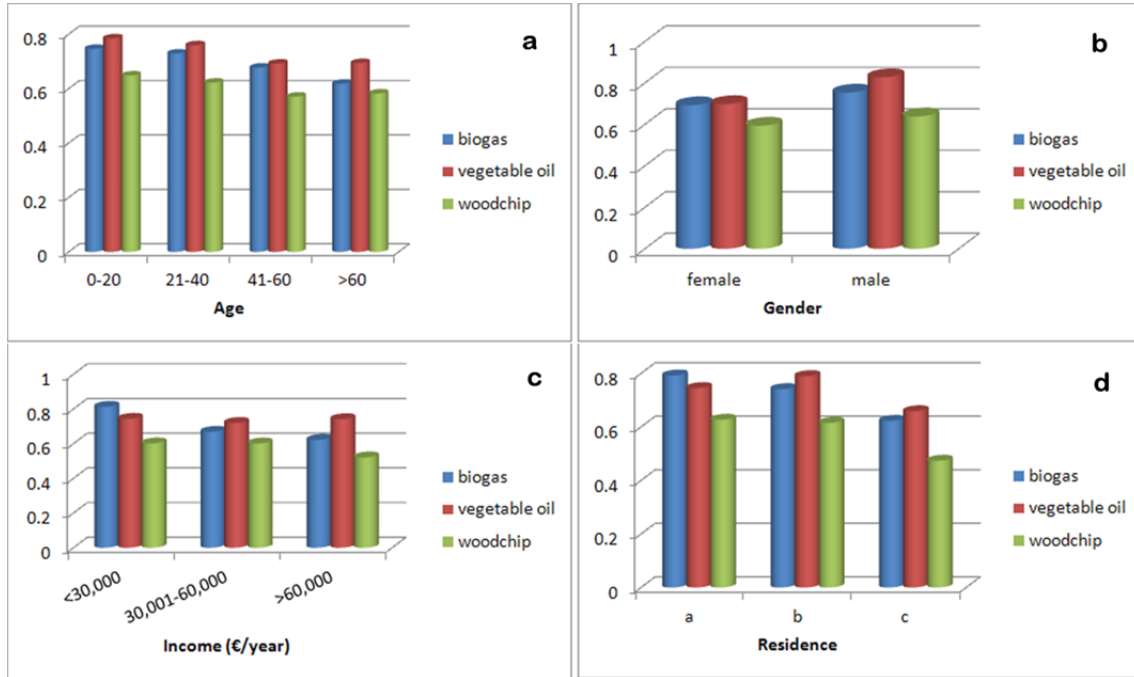 a
0.8
0.6
0.4
0.2
0
biogas
vegetable oil
woodchip
0-20 21-40 41-60 >60
Age
b
1
0.8
0.6
0.4
0.2
0
biogas
vegetable oil
woodchip
female male
Gender
c
1
0.8
0.6
0.4
0.2
0
biogas
vegetable oil
woodchip
<30,000 30,001-60,000 >60,000
Income (€/year)
d
0.8
0.6
0.4
0.2
0
biogas
vegetable oil
woodchip
a b c
Residence